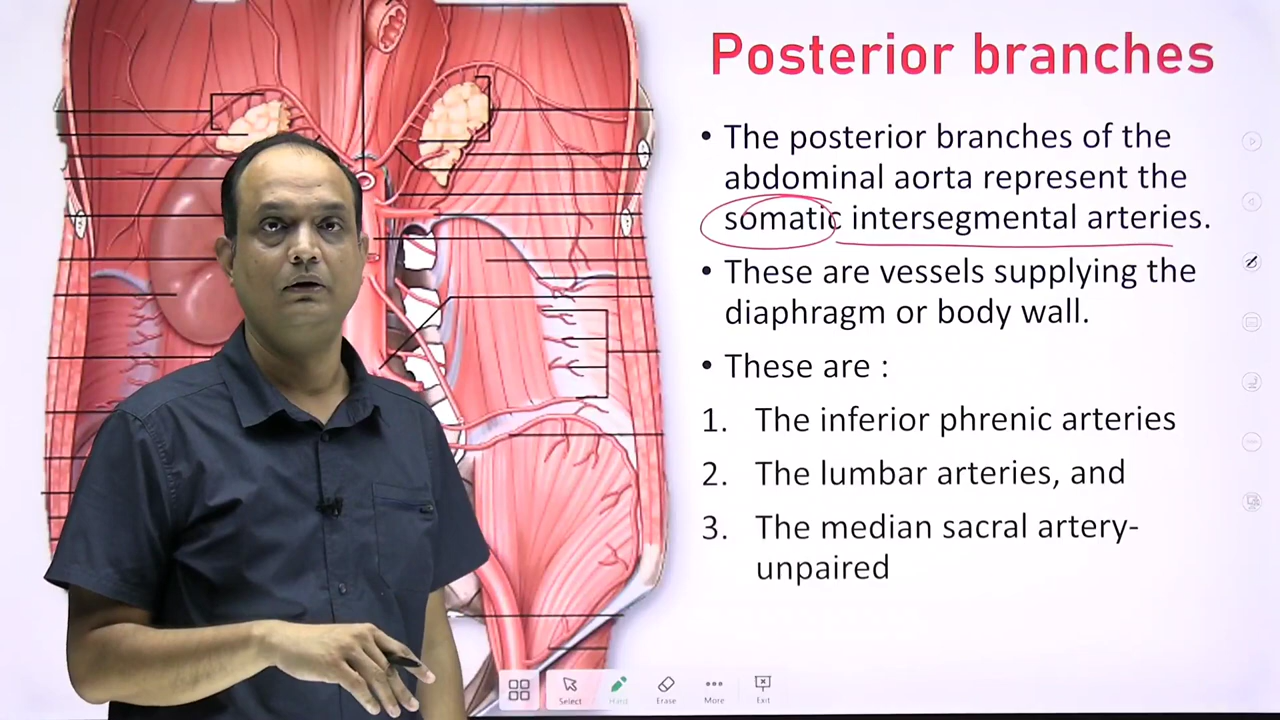 Posterior branches
• The posterior branches of the
abdominal aorta represent the
somatic intersegmental arteries.
• These are vessels supplying the
diaphragm or body wall.
• These are :
1. The inferior phrenic arteries
2. The lumbar arteries, and
3. The median sacral artery-
unpaired
Select
Erase
More
Exit